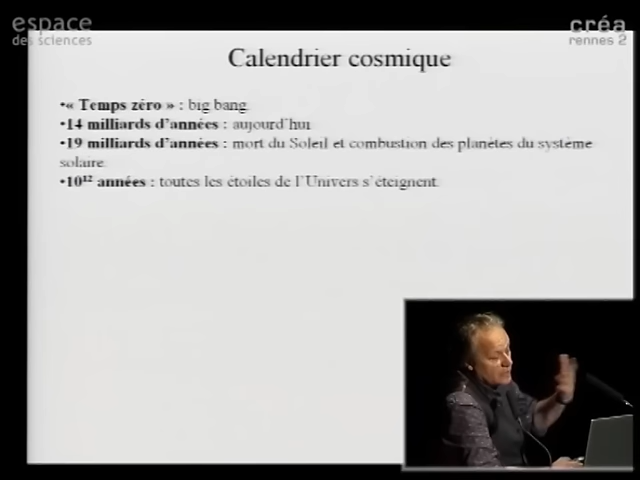 espace
des sciences
créa
rennes 2
Calendrier cosmique
•« Temps zéro » : big bang
•14 milliards d'années : aujourd'hui
•19 milliards d'années : mort du Soleil et combustion des planètes du système
solaire
•10¹² années : toutes les étoiles de l'Univers s'éteignent